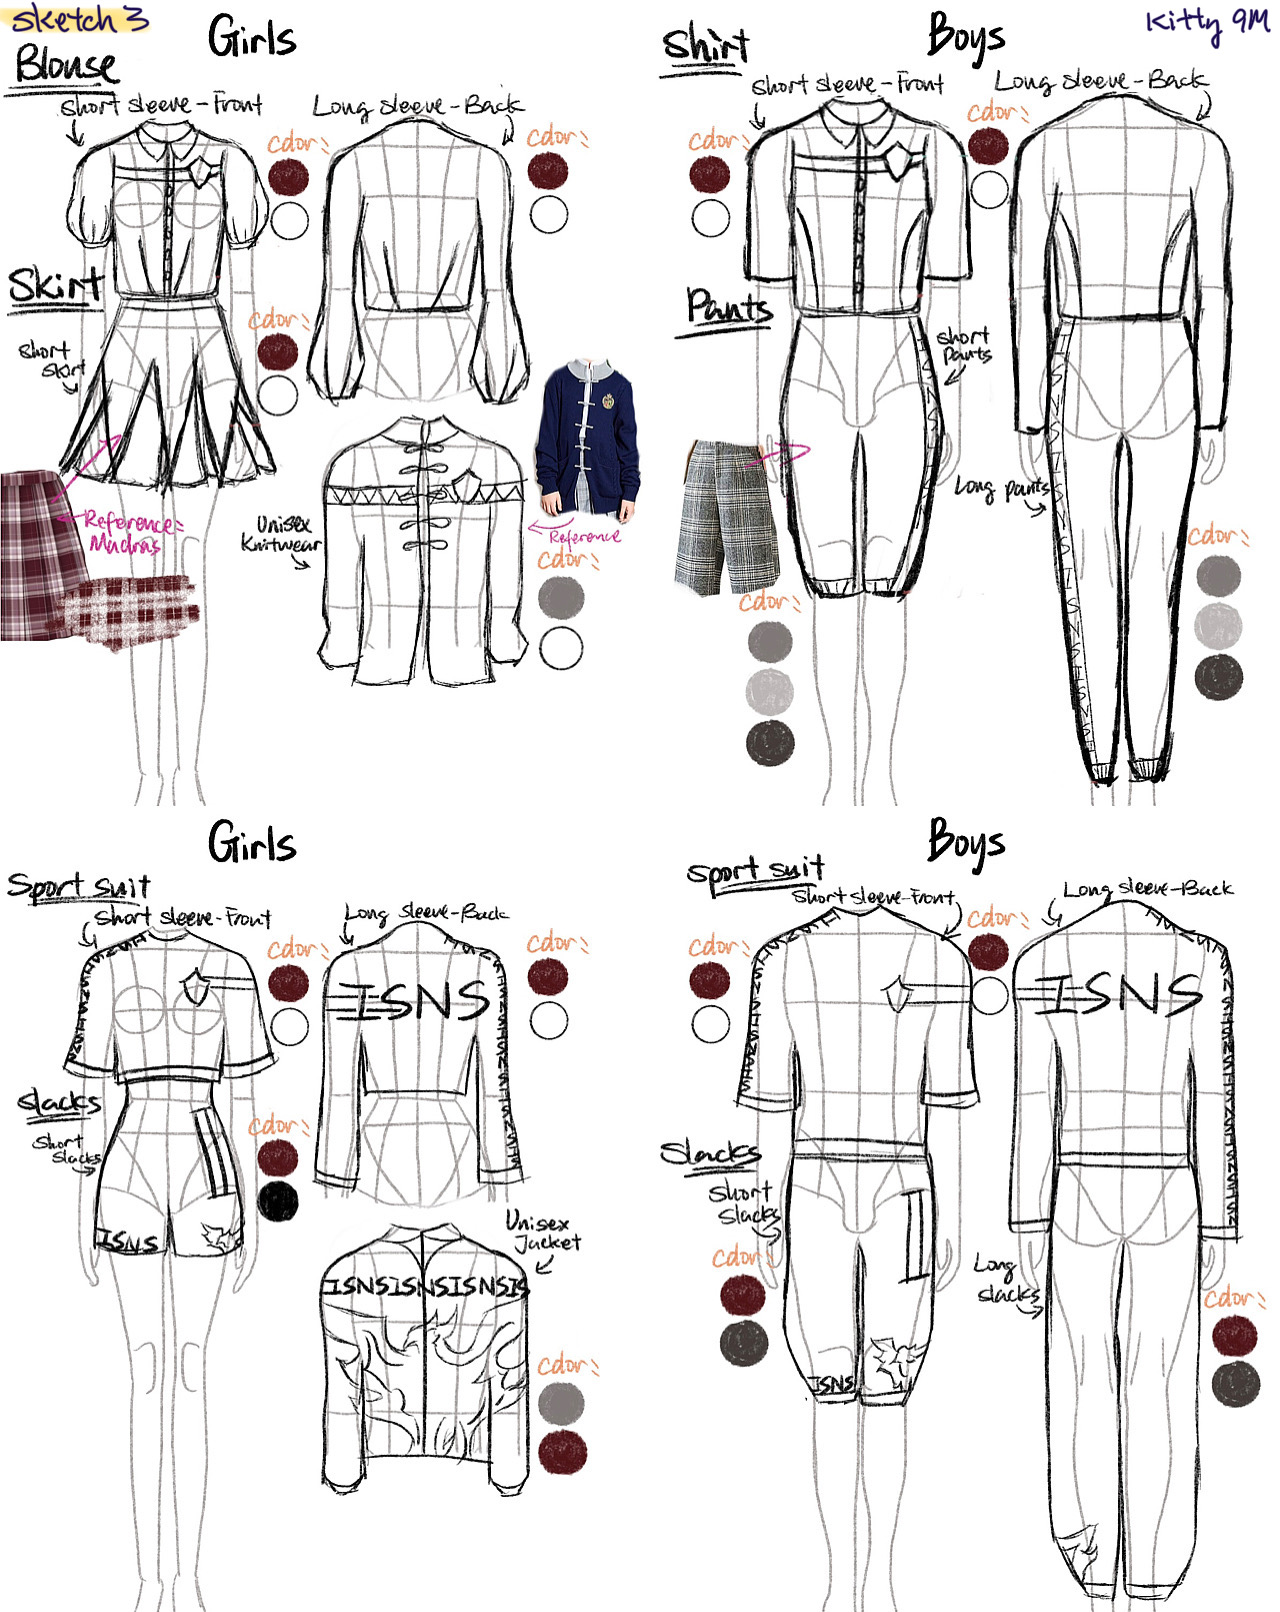 sketch 3
Girls
Boys
Kitty 9M
Blouse
short sleeve-Front
Long sleeve-Back
color:
color:
Skirt
short skirt
color:
Reference:
Madras
Unisex
Knitwear
Reference
color:
shirt
short sleeve-Front
Long sleeve-Back
color:
color:
Pants
short
pants
Long pants
color:
color:
Girls
Boys
Sport suit
short sleeve-Front
Long sleeve-Back
color:
color:
ISNS
slacks
Short
slacks
color:
ISNS
Unisex
Jacket
ISNSISNSISNSIS
color:
sport suit
short sleeve-Front
Long sleeve-Back
color:
color:
ISNS
Slacks
short
slacks
color:
ISNS
Long
slacks
color: